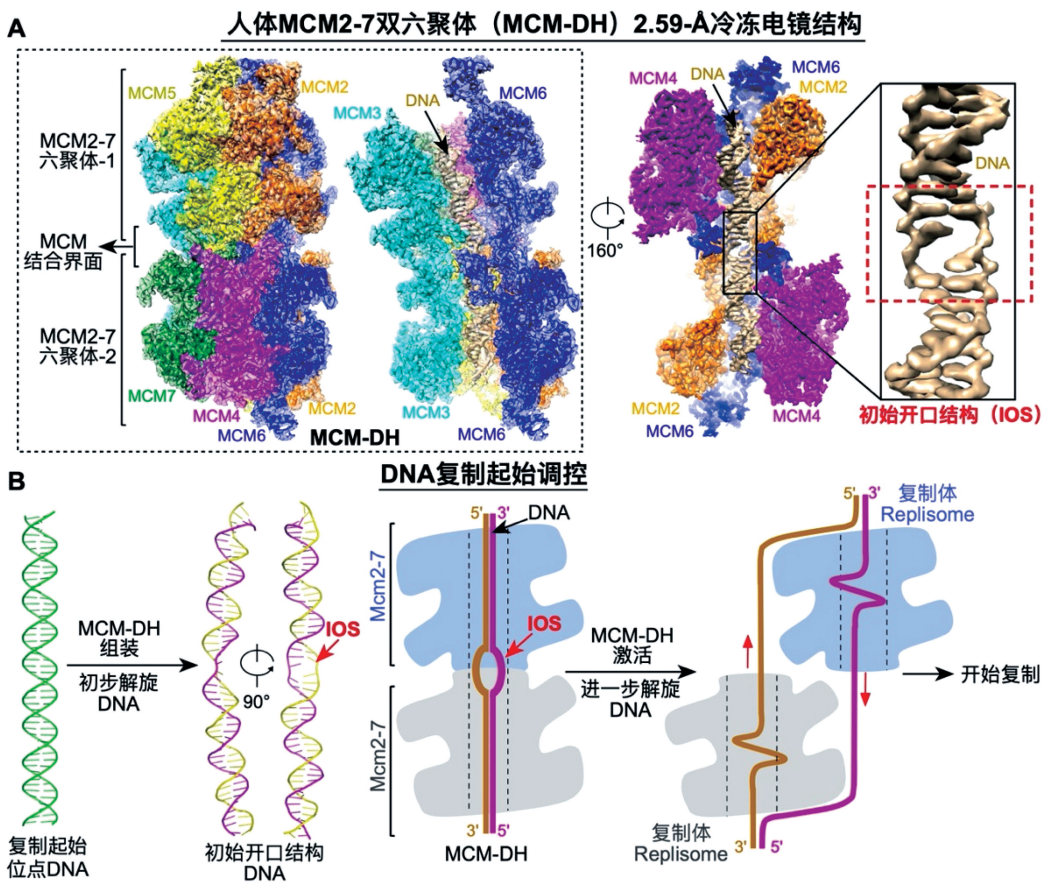 A
人体MCM2-7双六聚体（MCM-DH）2.59-Å冷冻电镜结构
MCM5
MCM2
MCM2-7
六聚体-1
MCM
结合界面
MCM2-7
六聚体-2
MCM7
MCM4
MCM6
MCM2
MCM3
DNA
MCM6
MCM3
MCM6
MCM-DH
160°
MCM4
DNA
MCM6
MCM2
MCM2
MCM6
MCM4
DNA
初始开口结构（IOS）
B
DNA复制起始调控
复制起始
位点DNA
MCM-DH
组装
初步解旋
DNA
90°
IOS
初始开口结构
DNA
5'
3'
DNA
Mcm2-7
IOS
Mcm2-7
3'
5'
MCM-DH
MCM-DH
激活
进一步解旋
DNA
5'
3'
复制体
Replisome
复制体
Replisome
3'
5'
开始复制